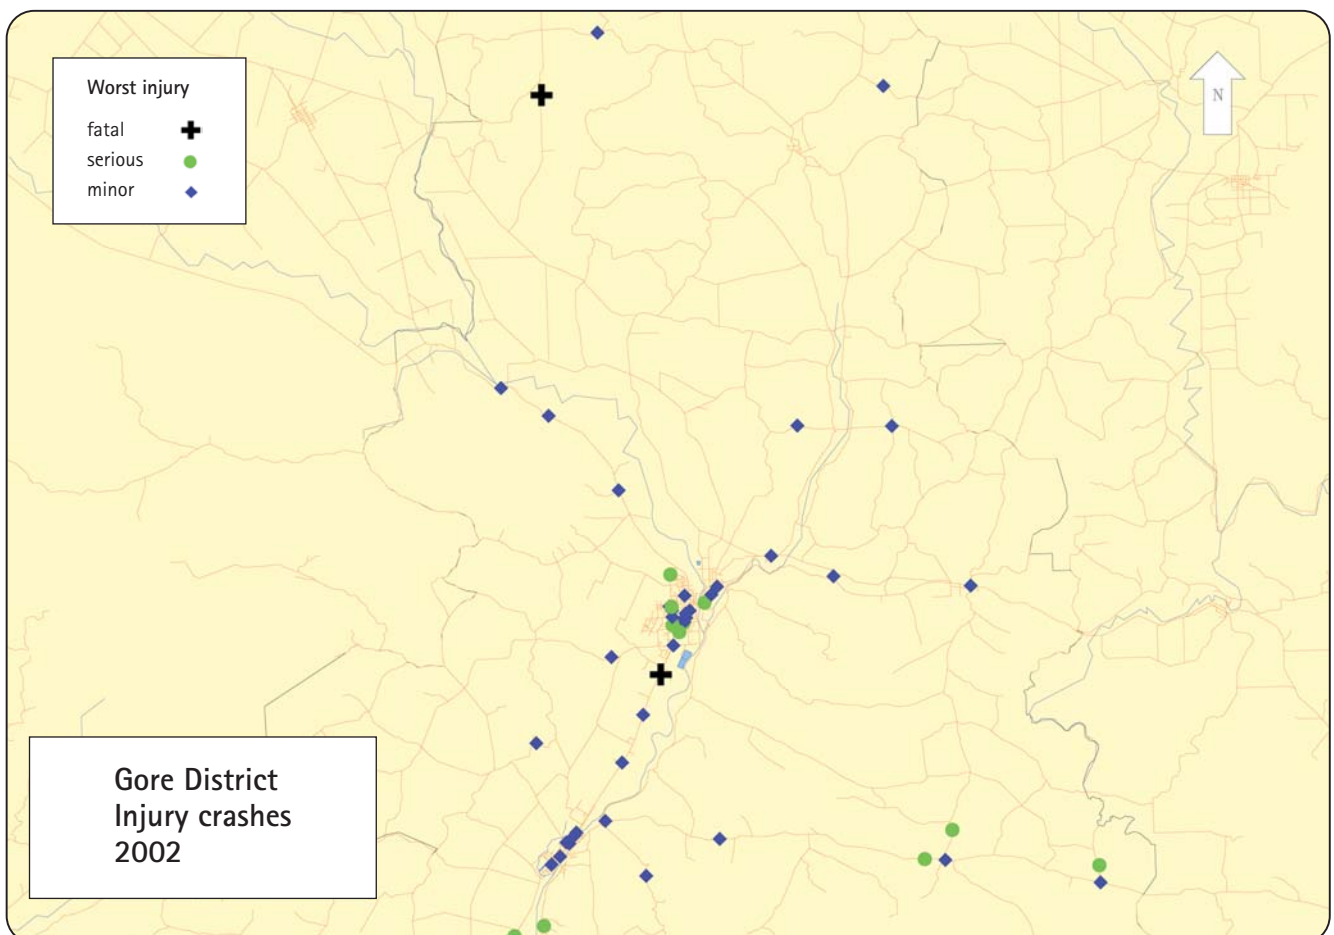 Worst injury
fatal
serious
minor
N
Gore District
Injury crashes
2002